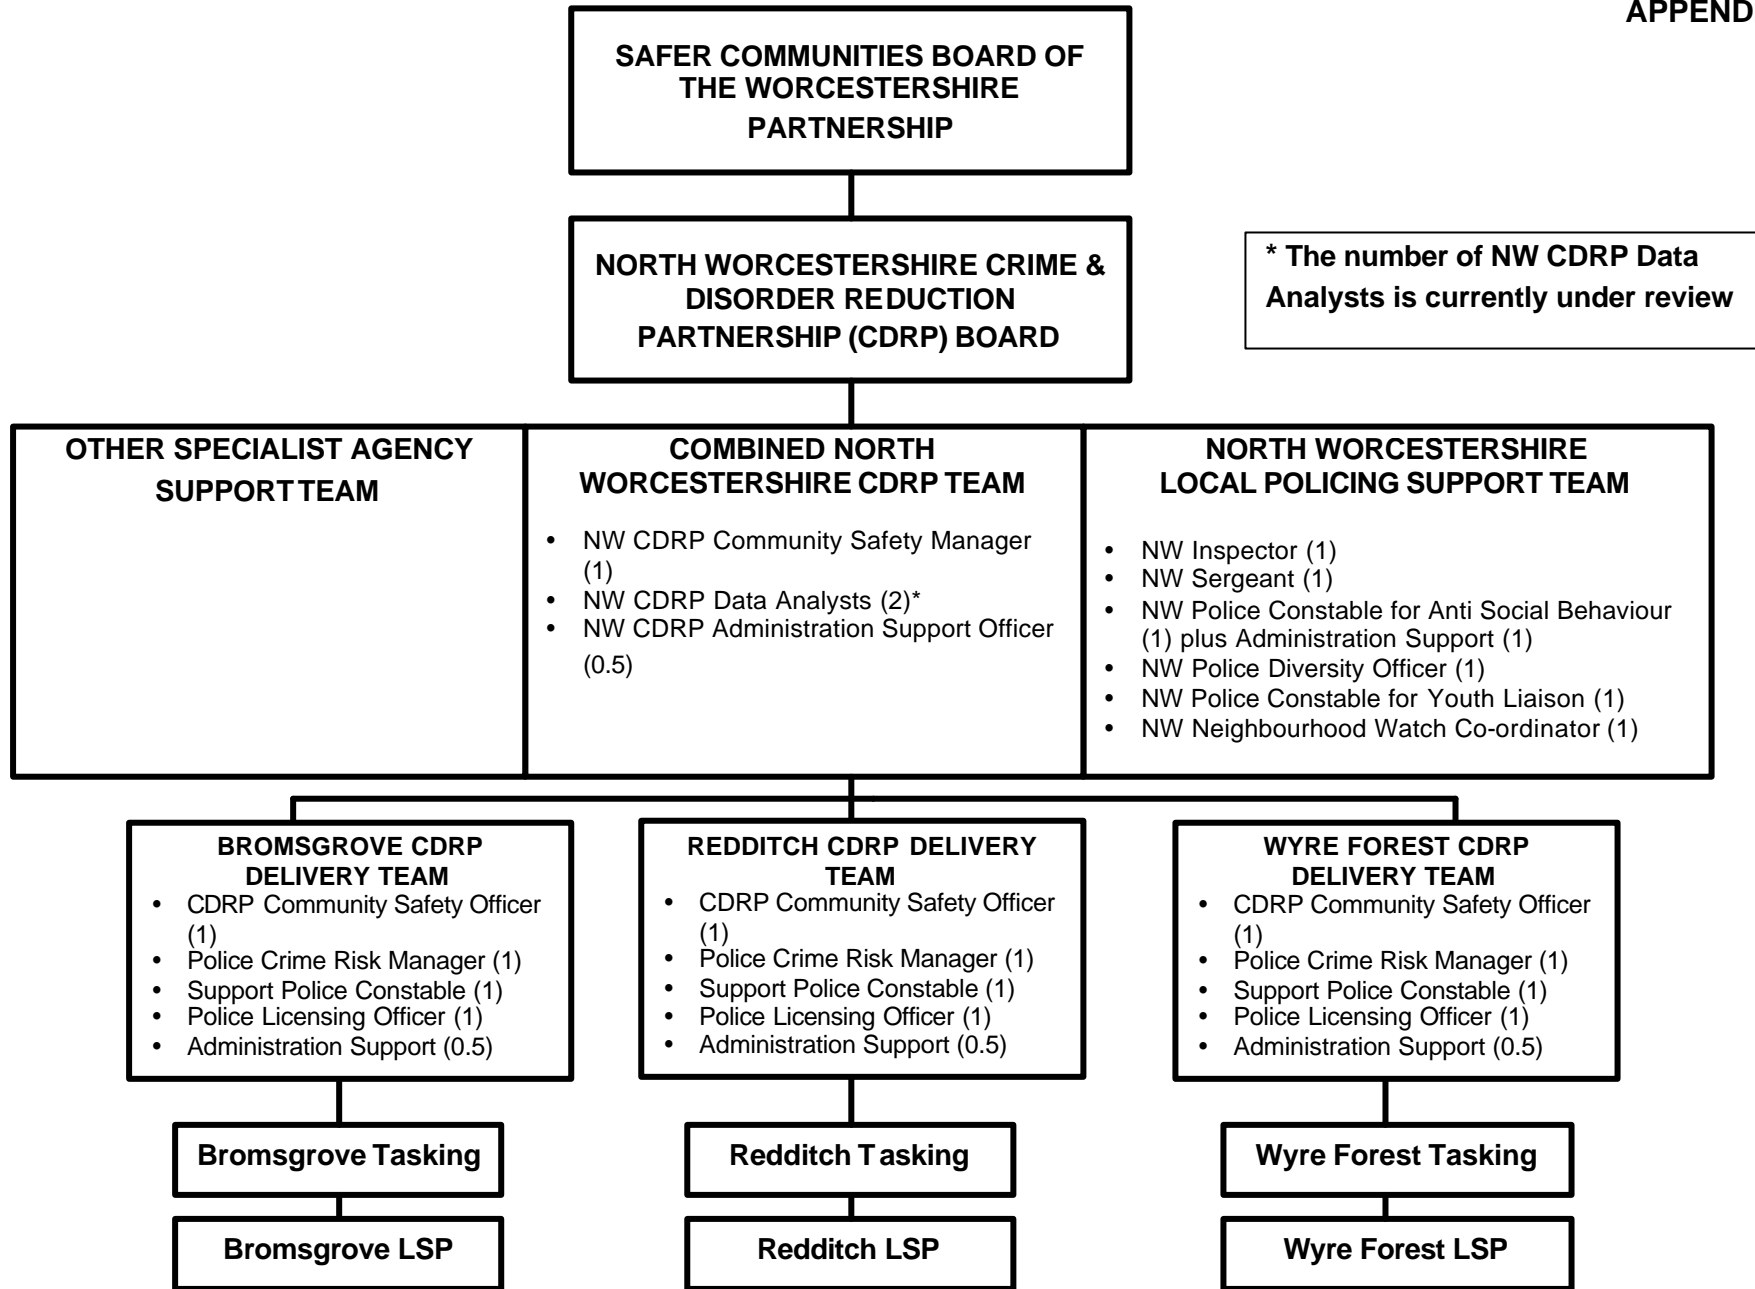 APPEND
SAFER COMMUNITIES BOARD OF
THE WORCESTERSHIRE
PARTNERSHIP
NORTH WORCESTERSHIRE CRIME &
DISORDER REDUCTION
PARTNERSHIP (CDRP) BOARD
* The number of NW CDRP Data
Analysts is currently under review
OTHER SPECIALIST AGENCY
SUPPORT TEAM
COMBINED NORTH
WORCESTERSHIRE CDRP TEAM
• NW CDRP Community Safety Manager
(1)
• NW CDRP Data Analysts (2)*
• NW CDRP Administration Support Officer
(0.5)
NORTH WORCESTERSHIRE
LOCAL POLICING SUPPORT TEAM
• NW Inspector (1)
• NW Sergeant (1)
• NW Police Constable for Anti Social Behaviour
(1) plus Administration Support (1)
• NW Police Diversity Officer (1)
• NW Police Constable for Youth Liaison (1)
• NW Neighbourhood Watch Co-ordinator (1)
BROMSGROVE CDRP
DELIVERY TEAM
• CDRP Community Safety Officer
(1)
• Police Crime Risk Manager (1)
• Support Police Constable (1)
• Police Licensing Officer (1)
• Administration Support (0.5)
REDDITCH CDRP DELIVERY
TEAM
• CDRP Community Safety Officer
(1)
• Police Crime Risk Manager (1)
• Support Police Constable (1)
• Police Licensing Officer (1)
• Administration Support (0.5)
WYRE FOREST CDRP
DELIVERY TEAM
• CDRP Community Safety Officer
(1)
• Police Crime Risk Manager (1)
• Support Police Constable (1)
• Police Licensing Officer (1)
• Administration Support (0.5)
Bromsgrove Tasking
Redditch Tasking
Wyre Forest Tasking
Bromsgrove LSP
Redditch LSP
Wyre Forest LSP